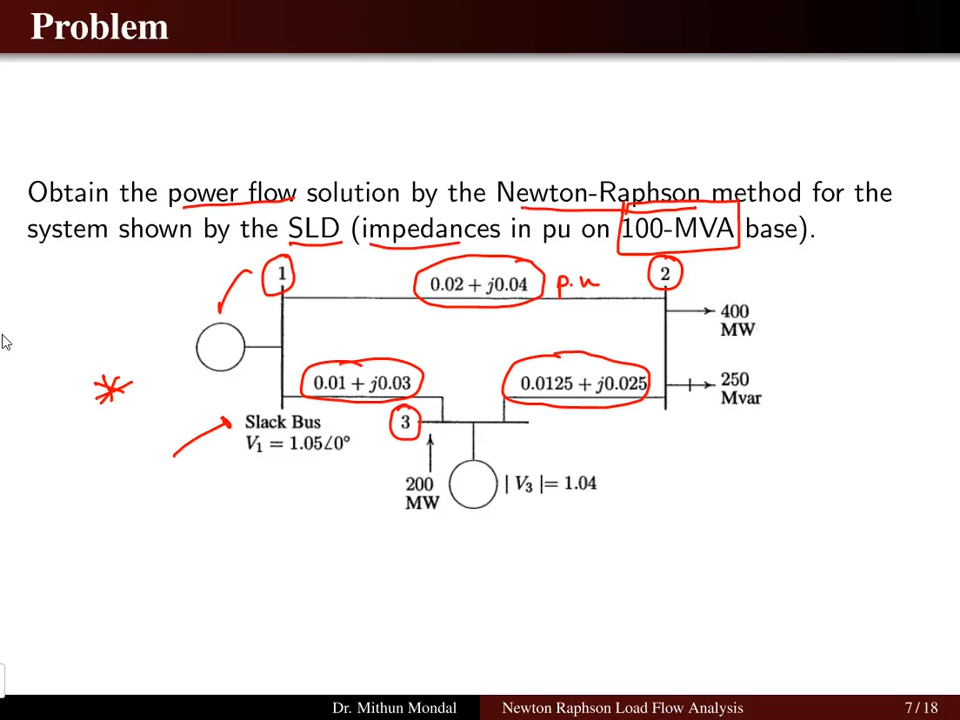 Problem
Obtain the power flow solution by the Newton-Raphson method for the
system shown by the SLD (impedances in pu on 100-MVA base).
1
0.02 + j0.04
p.u
2
400
MW
0.01 + j0.03
0.0125 + j0.025
250
Mvar
Slack Bus
V₁ = 1.05∠0°
3
200
MW
| V₃ |= 1.04
Dr. Mithun Mondal
Newton Raphson Load Flow Analysis
7 / 18